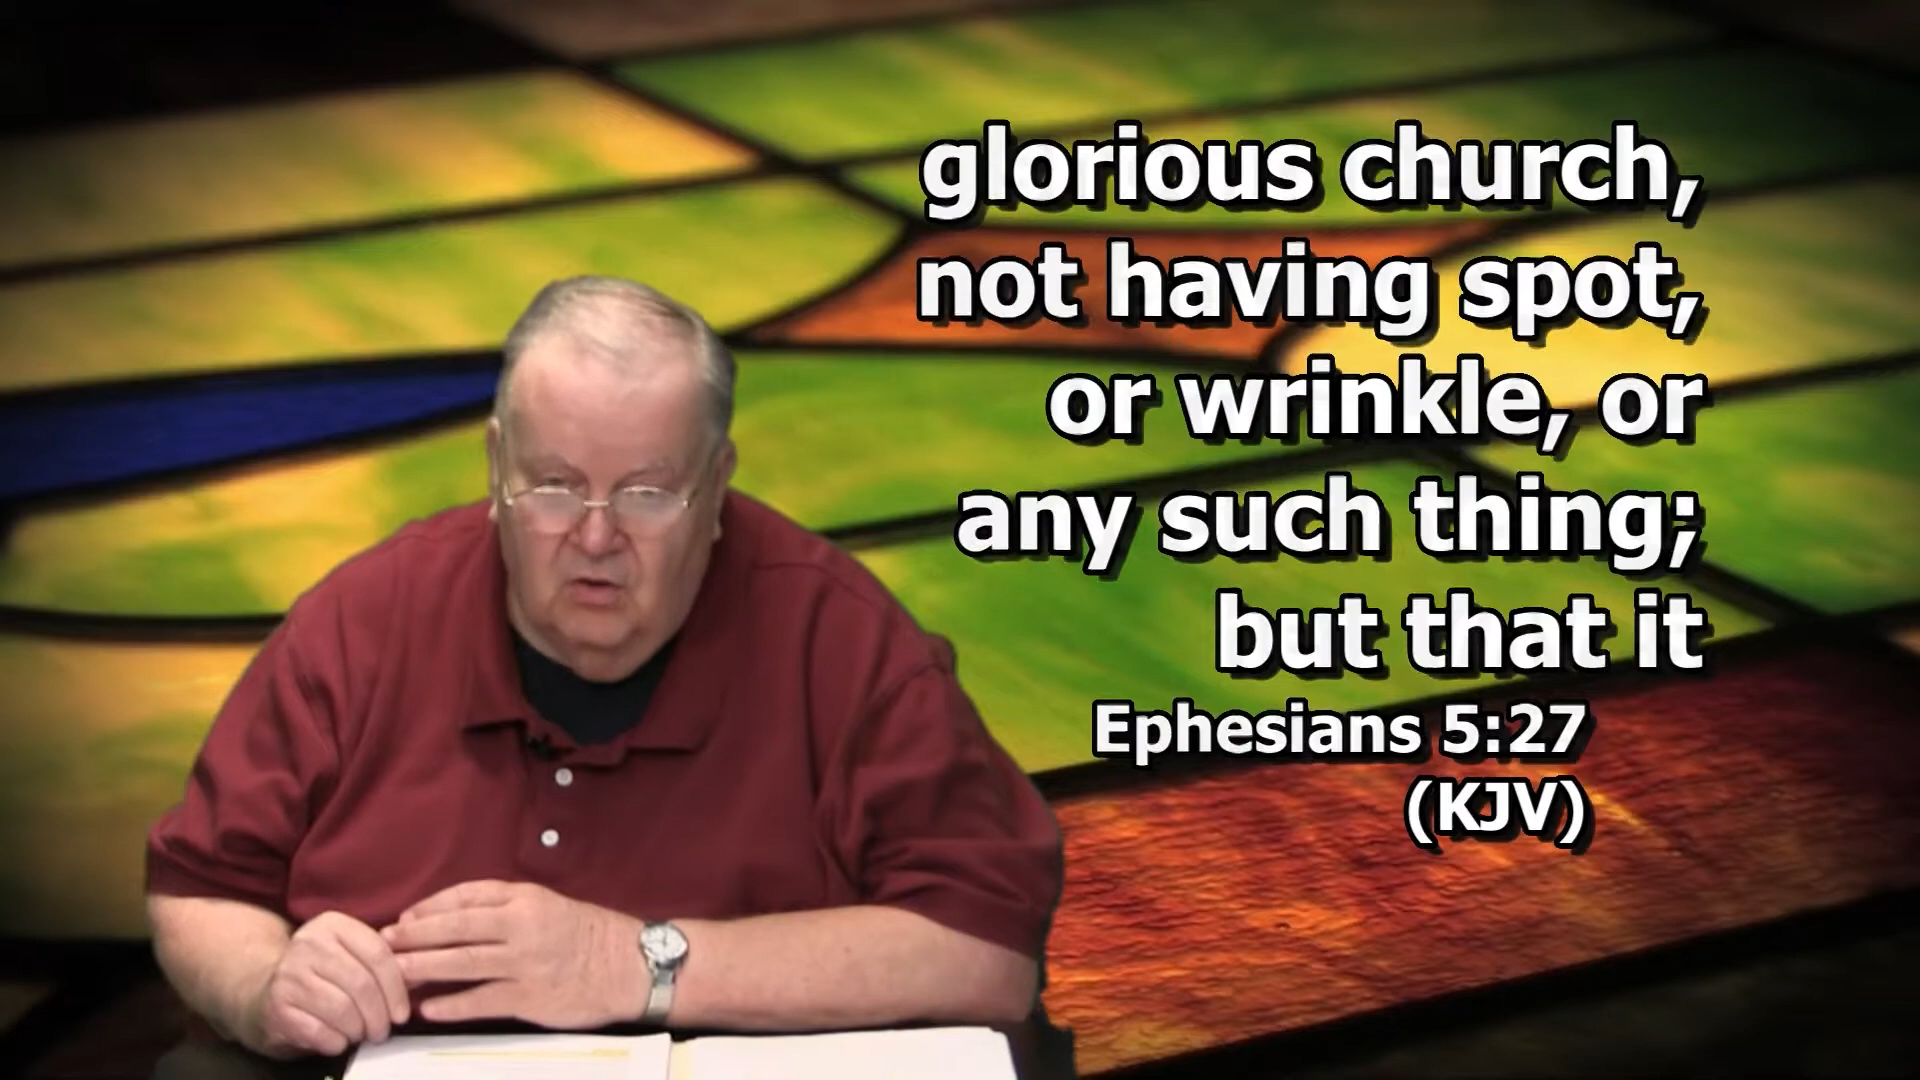 glorious church,
not having spot,
or wrinkle, or
any such thing;
but that it
Ephesians 5:27
(KJV)